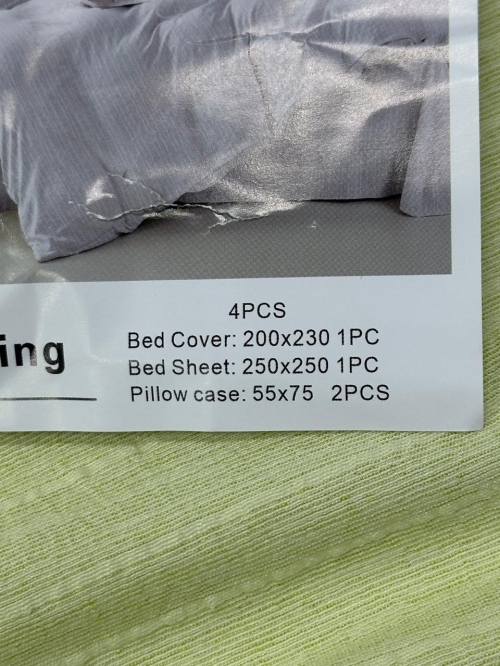 4PCS
ing
Bed Cover: 200x230 1PC
Bed Sheet: 250x250 1PC
Pillow case: 55x75 2PCS